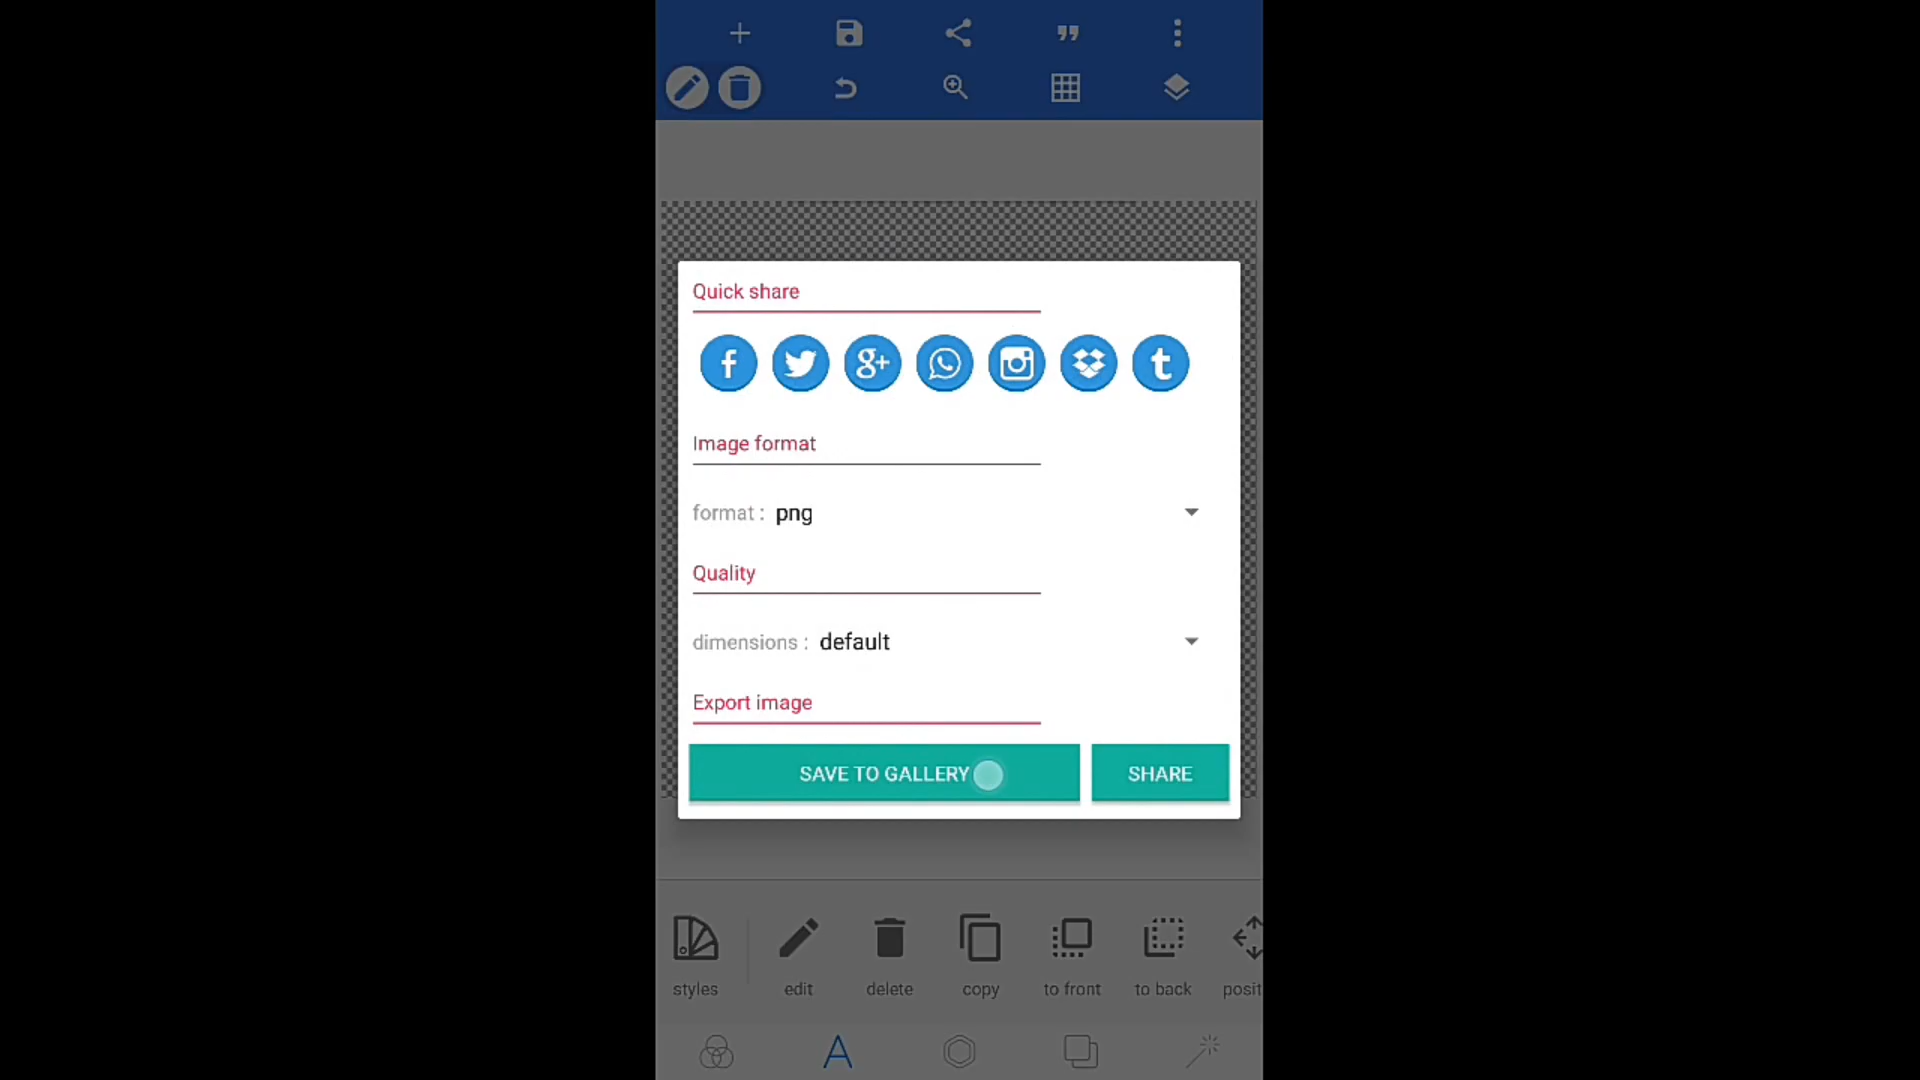 Quick share
Image format
format : png
Quality
dimensions : default
Export image
SAVE TO GALLERY
SHARE
styles
edit
delete
copy
to front
to back
posit